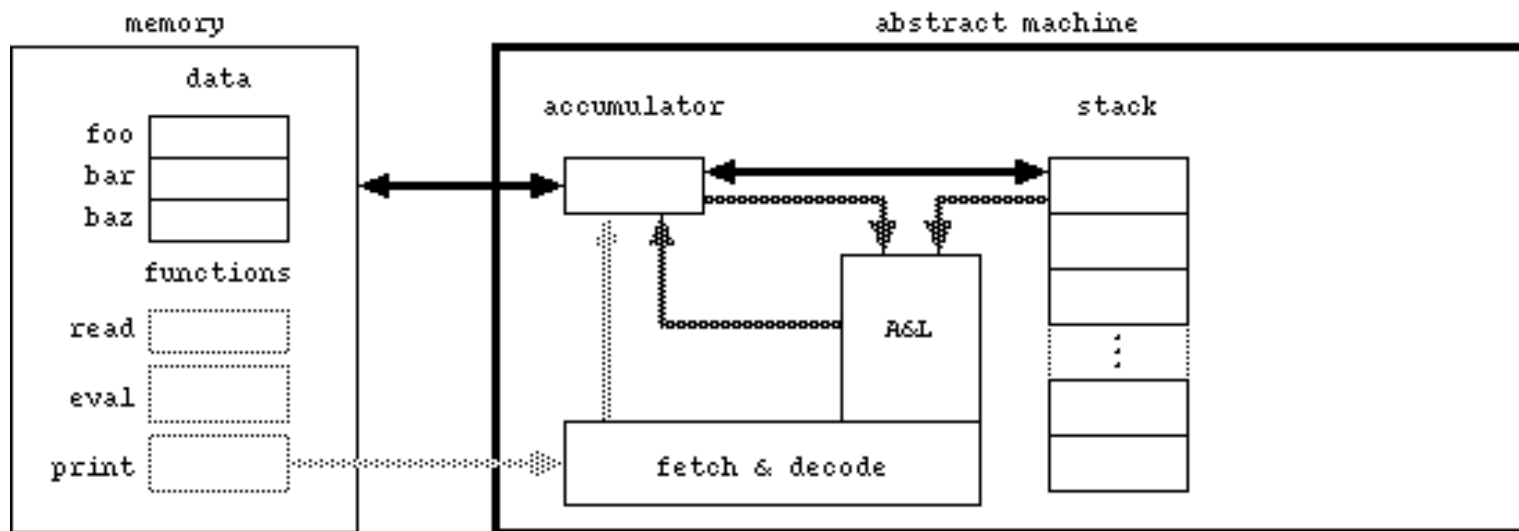 memory
abstract machine
data
accumulator
stack
foo
bar
baz
functions
read
A&L
eval
print
fetch & decode